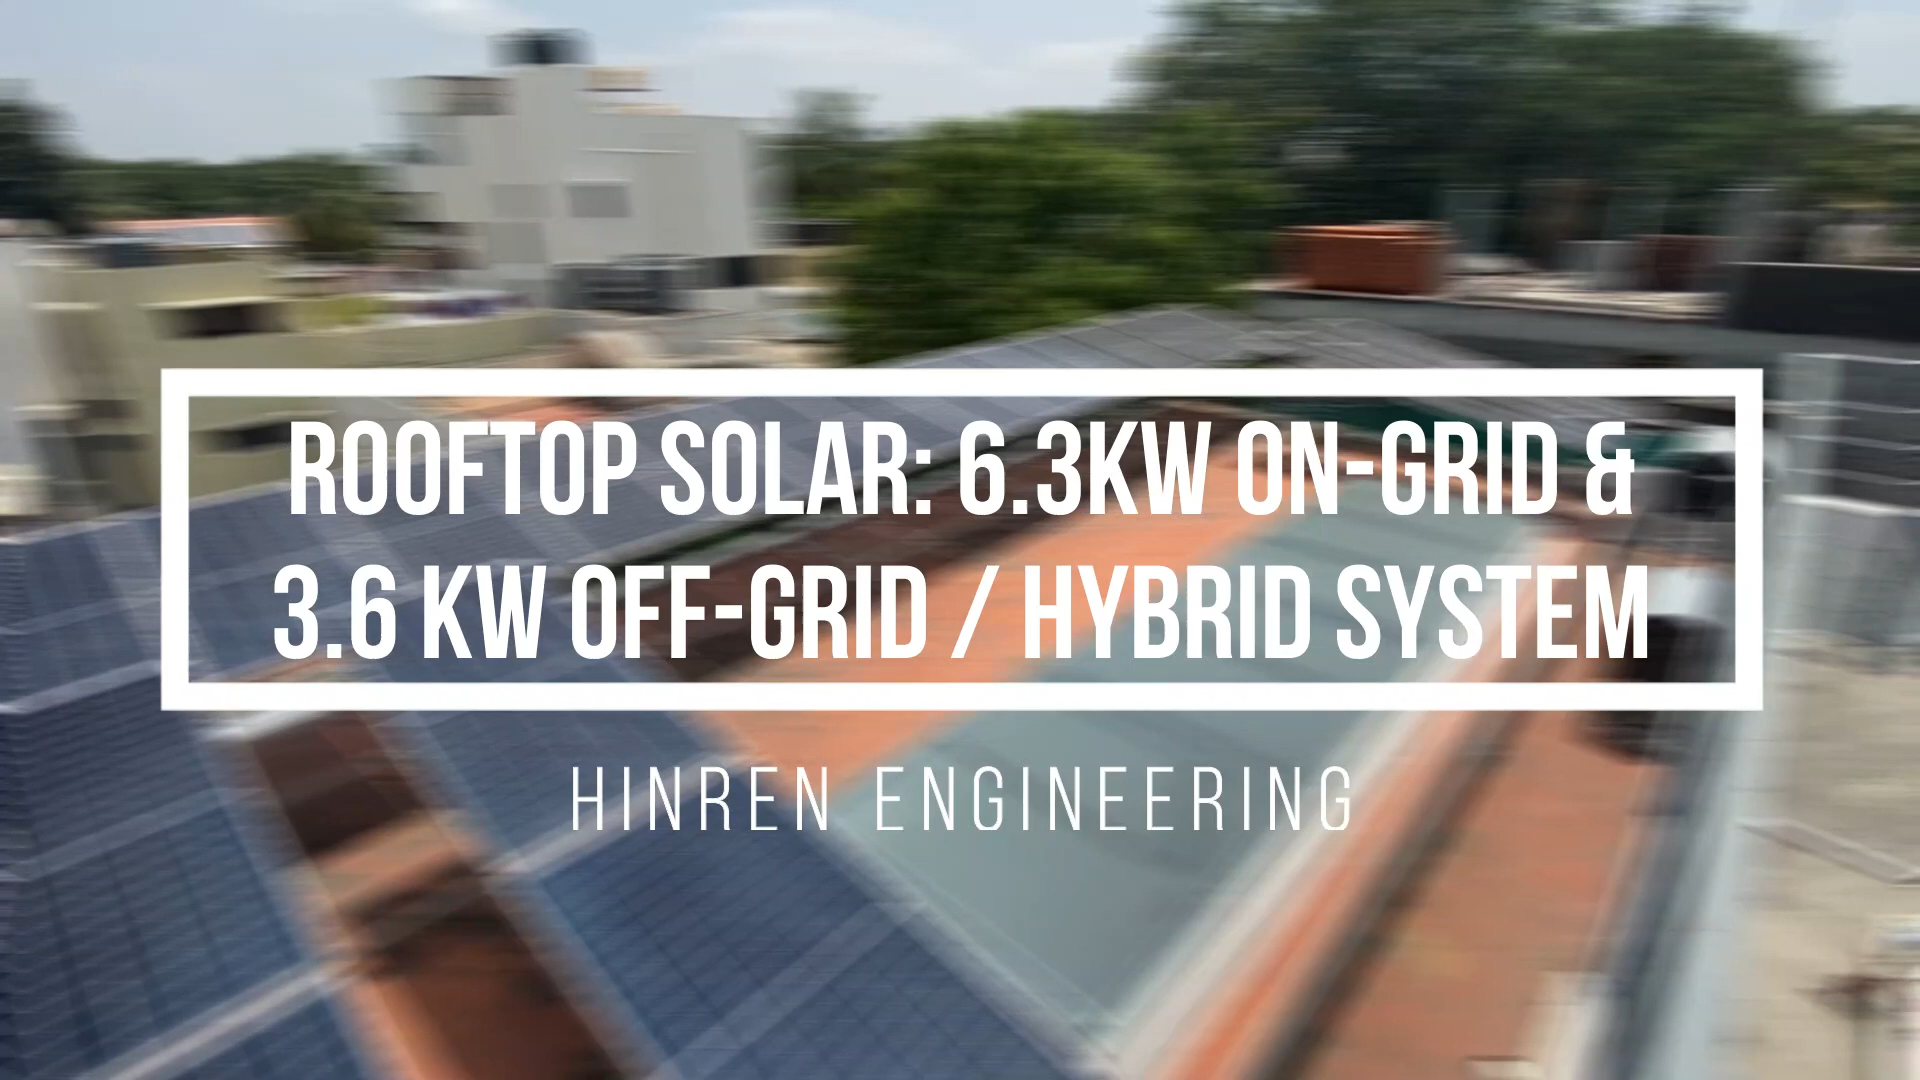 ROOFTOP SOLAR: 6.3KW ON-GRID &
3.6 KW OFF-GRID / HYBRID SYSTEM
HINREN ENGINEERING